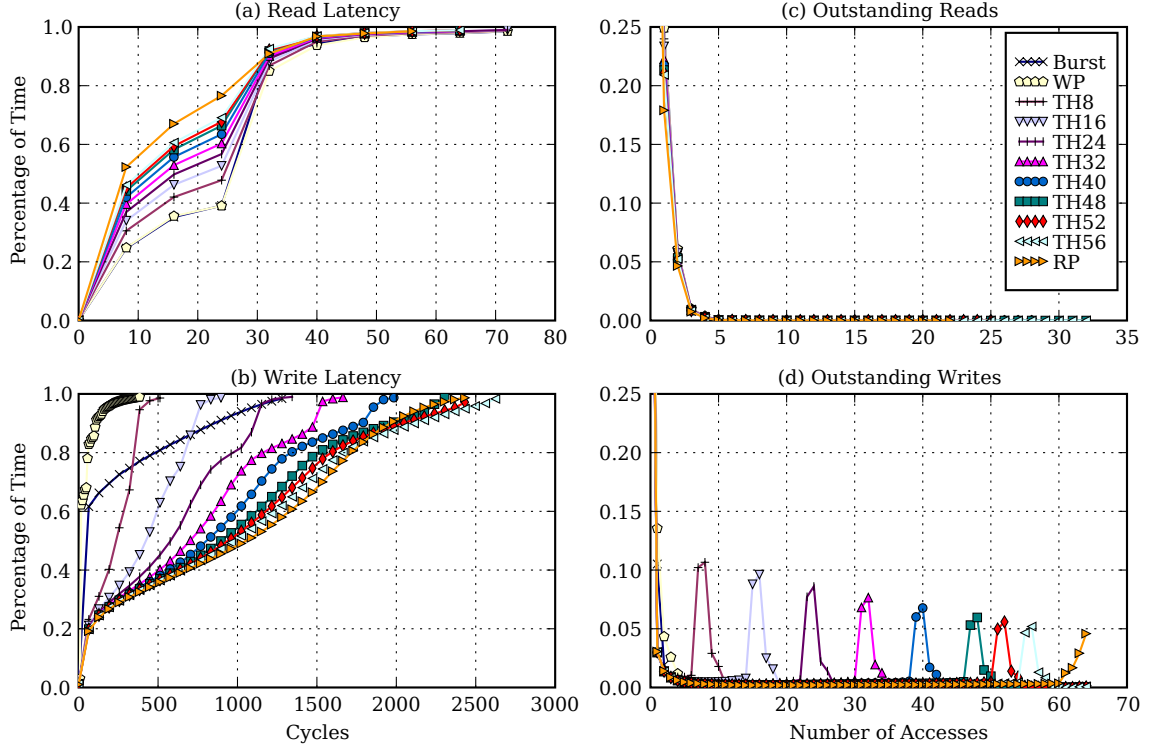 (a) Read Latency
Percentage of Time
1.0
0.8
0.6
0.4
0.2
0.0
0 10 20 30 40 50 60 70 80
(c) Outstanding Reads
0.25
0.20
0.15
0.10
0.05
0.00
0 5 10 15 20 25 30 35
Burst
WP
TH8
TH16
TH24
TH32
TH40
TH48
TH52
TH56
RP
(b) Write Latency
Percentage of Time
1.0
0.8
0.6
0.4
0.2
0.0
0 500 1000 1500 2000 2500 3000
Cycles
(d) Outstanding Writes
0.25
0.20
0.15
0.10
0.05
0.00
0 10 20 30 40 50 60 70
Number of Accesses